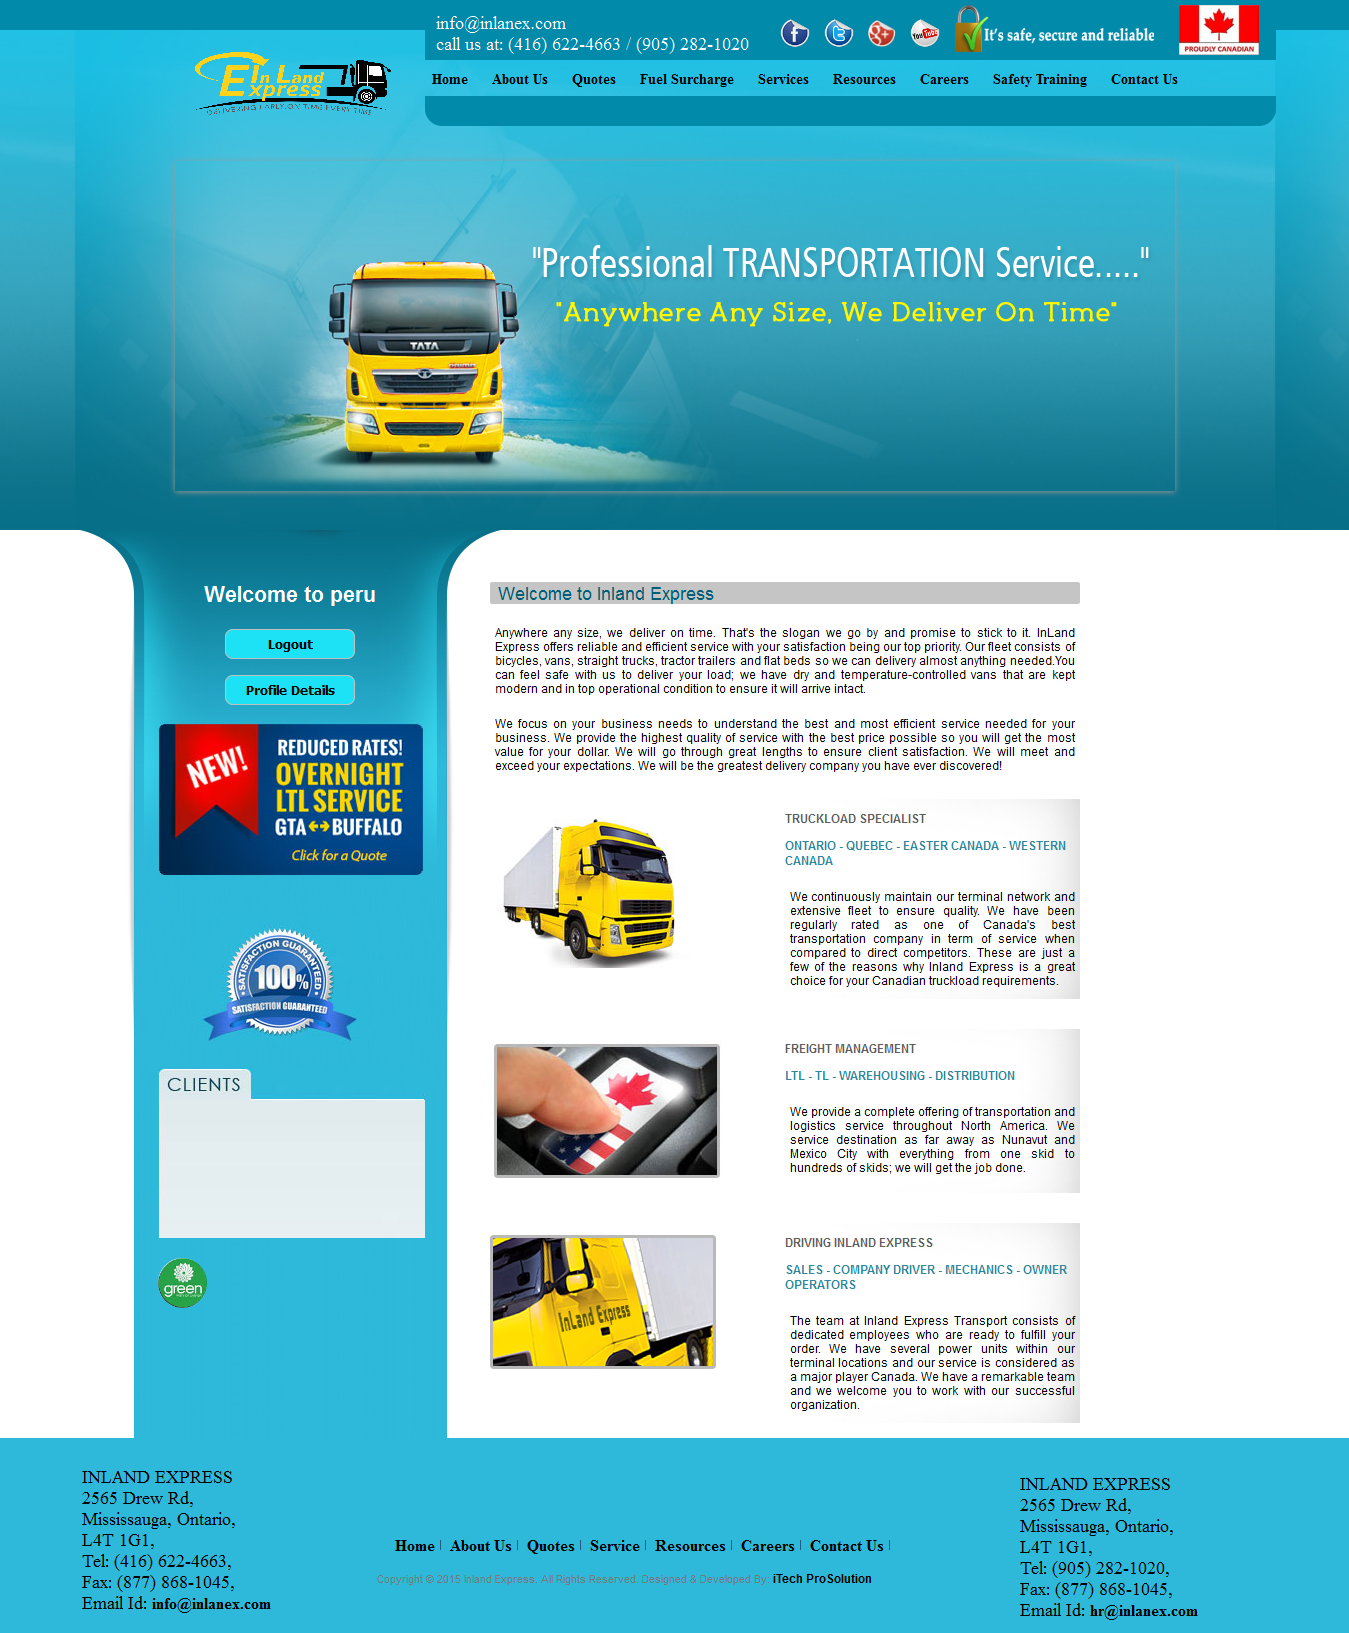 info@inlanex.com
call us at: (416) 622-4663 / (905) 282-1020
You Tube
It's safe, secure and reliable
PROUDLY CANADIAN
E In Land Express
DELIVERING EARLY, ON TIME EVERY TIME
Home About Us Quotes Fuel Surcharge Services Resources Careers Safety Training Contact Us
"Professional TRANSPORTATION Service....."
"Anywhere Any Size, We Deliver On Time"
TATA
Welcome to peru
Logout
Profile Details
NEW!
REDUCED RATES!
OVERNIGHT
LTL SERVICE
GTA ↔ BUFFALO
Click for a Quote
SATISFACTION GUARANTEED
100%
SATISFACTION GUARANTEED
CLIENTS
green
Welcome to Inland Express
Anywhere any size, we deliver on time. That's the slogan we go by and promise to stick to it. InLand
Express offers reliable and efficient service with your satisfaction being our top priority. Our fleet consists of
bicycles, vans, straight trucks, tractor trailers and flat beds so we can delivery almost anything needed.You
can feel safe with us to deliver your load; we have dry and temperature-controlled vans that are kept
modern and in top operational condition to ensure it will arrive intact.
We focus on your business needs to understand the best and most efficient service needed for your
business. We provide the highest quality of service with the best price possible so you will get the most
value for your dollar. We will go through great lengths to ensure client satisfaction. We will meet and
exceed your expectations. We will be the greatest delivery company you have ever discovered!
TRUCKLOAD SPECIALIST
ONTARIO - QUEBEC - EASTER CANADA - WESTERN
CANADA
We continuously maintain our terminal network and
extensive fleet to ensure quality. We have been
regularly rated as one of Canada's best
transportation company in term of service when
compared to direct competitors. These are just a
few of the reasons why Inland Express is a great
choice for your Canadian truckload requirements.
FREIGHT MANAGEMENT
LTL - TL - WAREHOUSING - DISTRIBUTION
We provide a complete offering of transportation and
logistics service throughout North America. We
service destination as far away as Nunavut and
Mexico City with everything from one skid to
hundreds of skids; we will get the job done.
InLand Express
DRIVING INLAND EXPRESS
SALES - COMPANY DRIVER - MECHANICS - OWNER
OPERATORS
The team at Inland Express Transport consists of
dedicated employees who are ready to fulfill your
order. We have several power units within our
terminal locations and our service is considered as
a major player Canada. We have a remarkable team
and we welcome you to work with our successful
organization.
INLAND EXPRESS
2565 Drew Rd,
Mississauga, Ontario,
L4T 1G1,
Tel: (416) 622-4663,
Fax: (877) 868-1045,
Email Id: info@inlanex.com
Home | About Us | Quotes | Service | Resources | Careers | Contact Us |
Copyright © 2015 Inland Express. All Rights Reserved. Designed & Developed By: iTech ProSolution
INLAND EXPRESS
2565 Drew Rd,
Mississauga, Ontario,
L4T 1G1,
Tel: (905) 282-1020,
Fax: (877) 868-1045,
Email Id: hr@inlanex.com